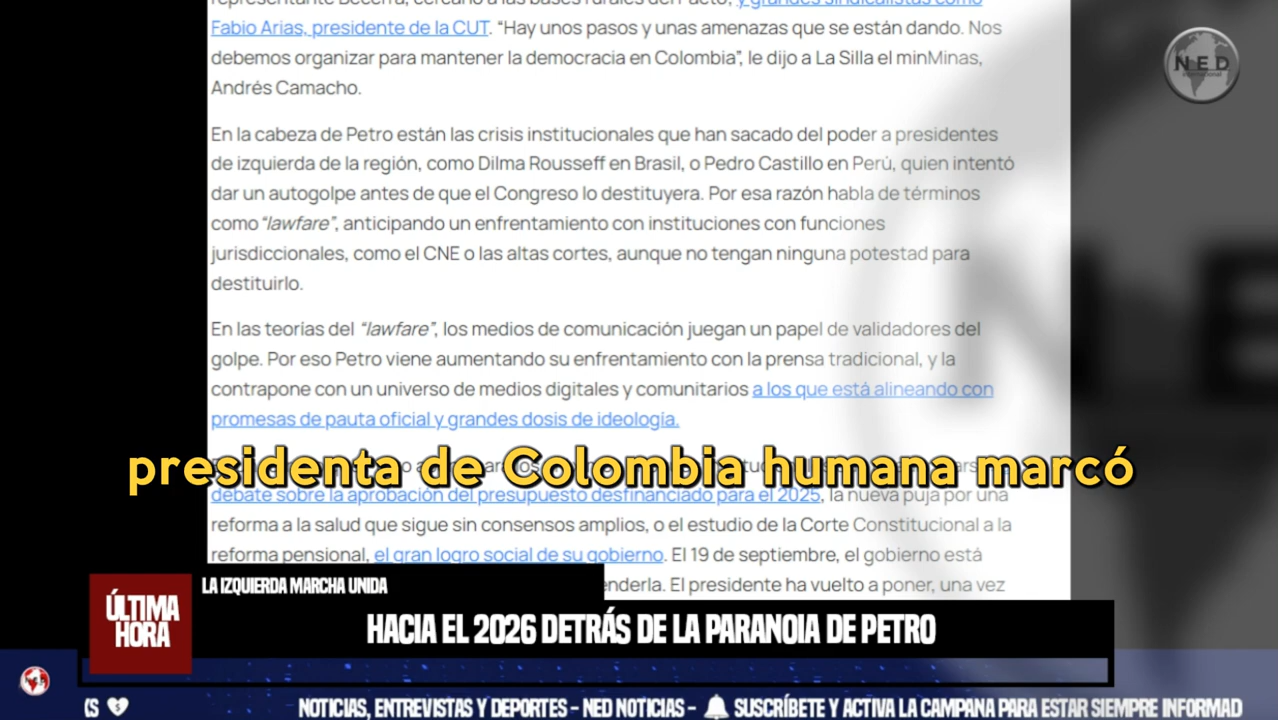 Fabio Arias, presidente de la CUT. “Hay unos pasos y unas amenazas que se están dando. Nos
debemos organizar para mantener la democracia en Colombia”, le dijo a La Silla el minMinas,
Andrés Camacho.
En la cabeza de Petro están las crisis institucionales que han sacado del poder a presidentes
de izquierda de la región, como Dilma Rousseff en Brasil, o Pedro Castillo en Perú, quien intentó
dar un autogolpe antes de que el Congreso lo destituyera. Por esa razón habla de términos
como “lawfare”, anticipando un enfrentamiento con instituciones con funciones
jurisdiccionales, como el CNE o las altas cortes, aunque no tengan ninguna potestad para
destituirlo.
En las teorías del “lawfare”, los medios de comunicación juegan un papel de validadores del
golpe. Por eso Petro viene aumentando su enfrentamiento con la prensa tradicional, y la
contrapone con un universo de medios digitales y comunitarios a los que está alineando con
promesas de pauta oficial y grandes dosis de ideología.
presidenta de Colombia humana marcó
debate sobre la aprobación del presupuesto desfinanciado para el 2025, la nueva puja por una
reforma a la salud que sigue sin consensos amplios, o el estudio de la Corte Constitucional a la
reforma pensional, el gran logro social de su gobierno. El 19 de septiembre, el gobierno está
enderla. El presidente ha vuelto a poner, una vez
NED
international
LA IZQUIERDA MARCHA UNIDA
ÚLTIMA
HORA
HACIA EL 2026 DETRÁS DE LA PARANOIA DE PETRO
NOTICIAS, ENTREVISTAS Y DEPORTES - NED NOTICIAS - SUSCRÍBETE Y ACTIVA LA CAMPANA PARA ESTAR SIEMPRE INFORMAD